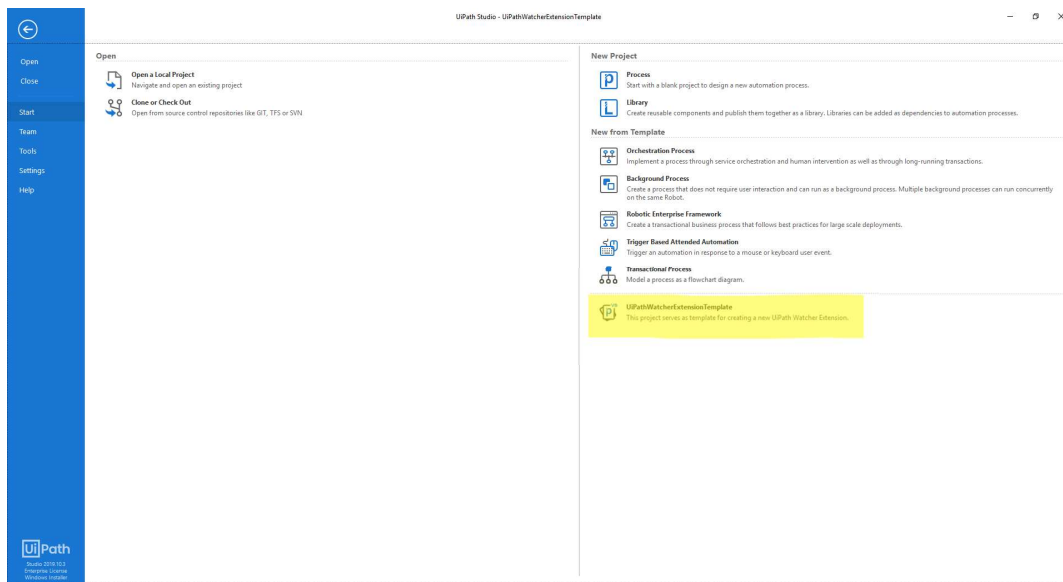 UiPath Studio - UiPathWatcherExtensionTemplate
Open
Close
Start
Team
Tools
Settings
Help
Open
Open a Local Project
Navigate and open an existing project
Clone or Check Out
Open from source control repositories like GIT, TFS or SVN
New Project
Process
Start with a blank project to design a new automation process.
Library
Create reusable components and publish them together as a library. Libraries can be added as dependencies to automation processes.
New from Template
Orchestration Process
Implement a process through service orchestration and human intervention as well as through long-running transactions.
Background Process
Create a process that does not require user interaction and can run as a background process. Multiple background processes can run concurrently
on the same Robot.
Robotic Enterprise Framework
Create a transactional business process that follows best practices for large scale deployments.
Trigger Based Attended Automation
Trigger an automation in response to a mouse or keyboard user event.
Transactional Process
Model a process as a flowchart diagram.
UiPathWatcherExtensionTemplate
This project serves as template for creating a new UiPath Watcher Extension.
UiPath
Studio 2019.10.3
Enterprise License
Windows Installer